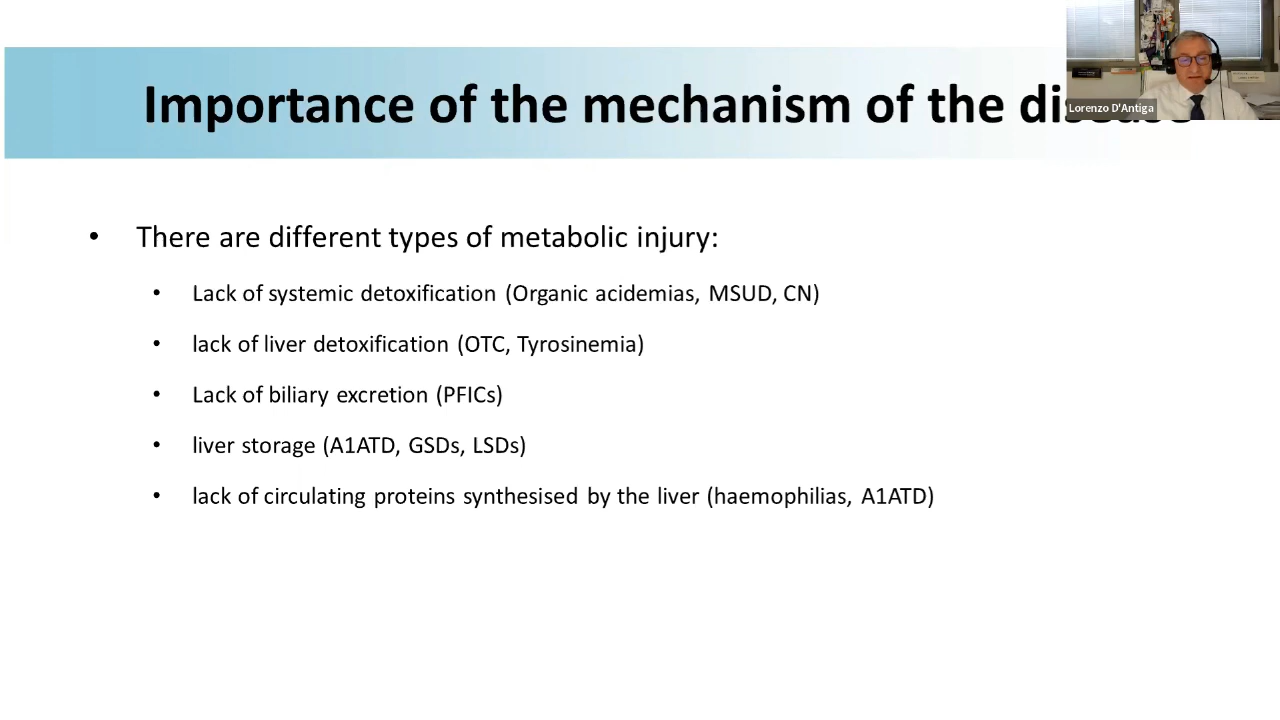 Importance of the mechanism of the
Lorenzo D'Antiga
• There are different types of metabolic injury:
• Lack of systemic detoxification (Organic acidemias, MSUD, CN)
• lack of liver detoxification (OTC, Tyrosinemia)
• Lack of biliary excretion (PFICs)
• liver storage (A1ATD, GSDs, LSDs)
• lack of circulating proteins synthesised by the liver (haemophilias, A1ATD)